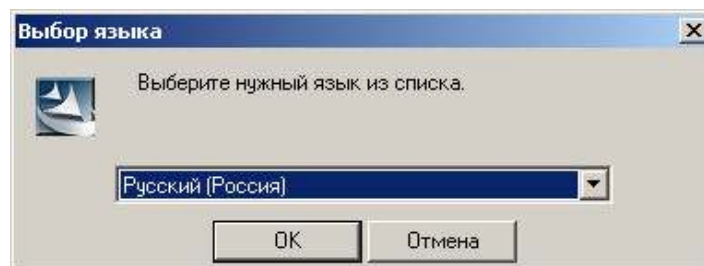 Выбор языка
Выберите нужный язык из списка.
Русский (Россия)
OK Отмена